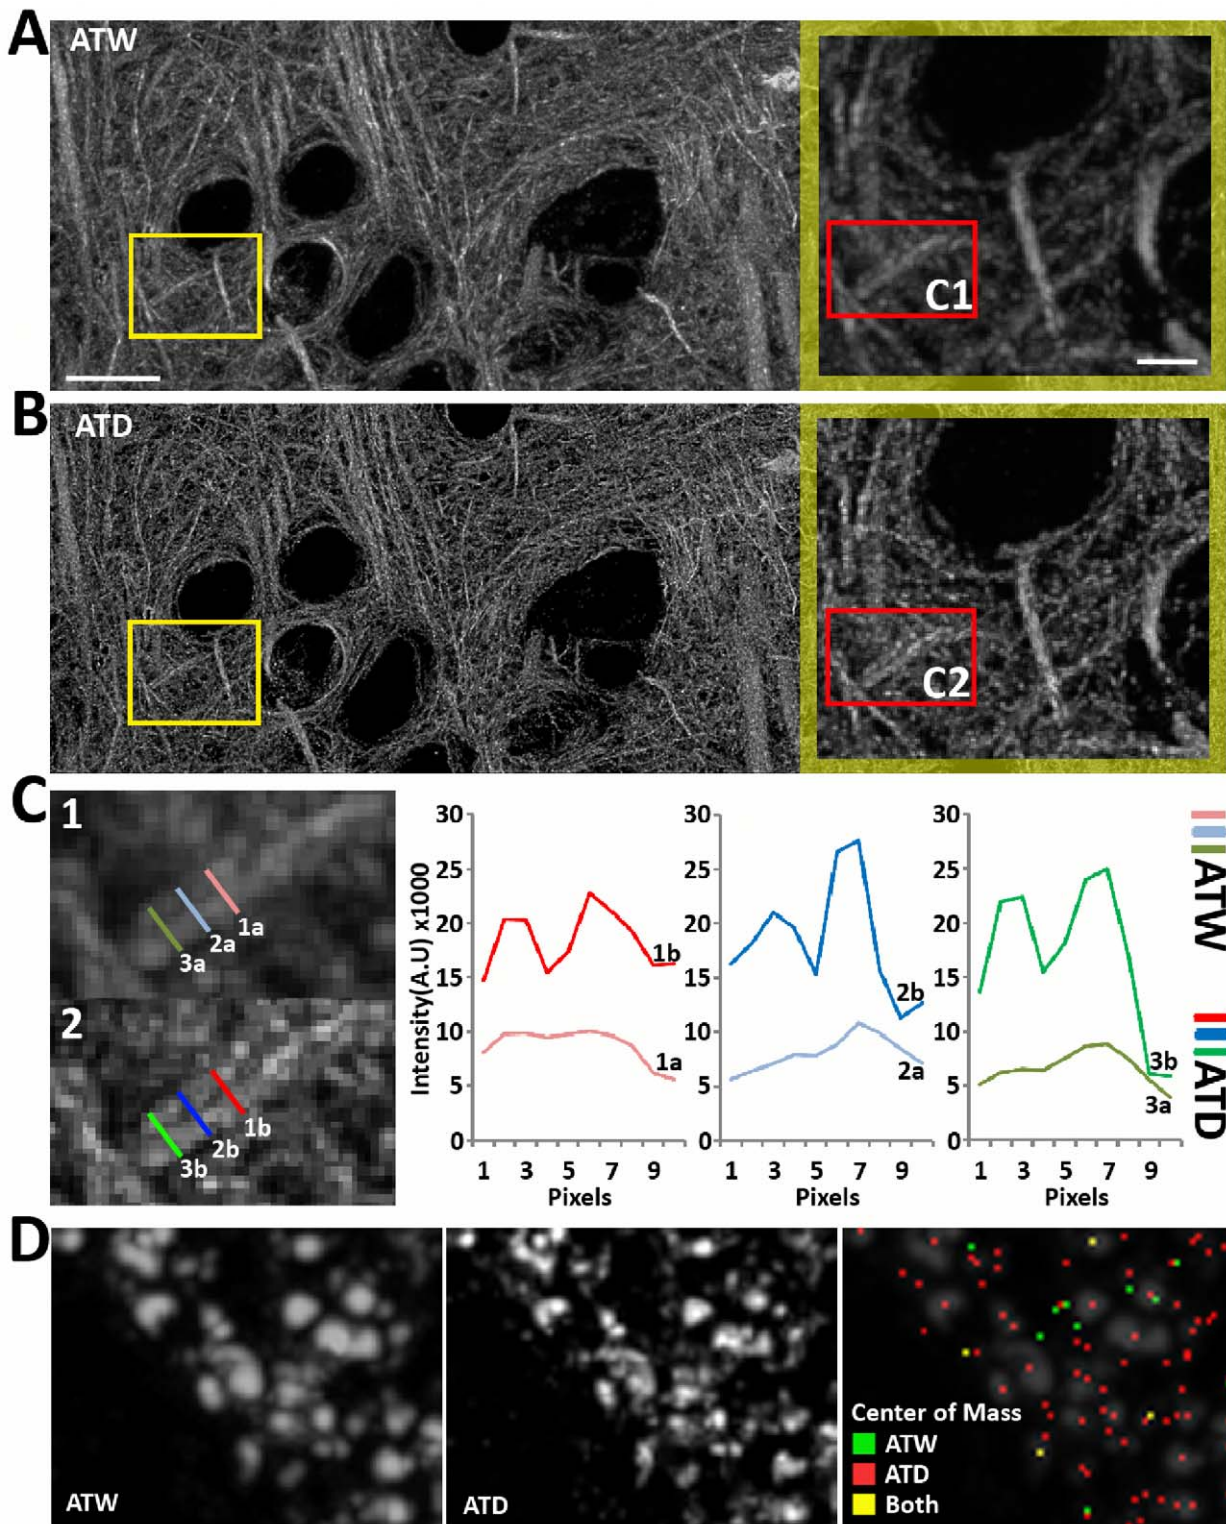 A
ATW
C1
B
ATD
C2
C
1
1a
2a
3a
2
1b
2b
3b
Intensity(A.U) x1000
30
25
20
15
10
5
0
1b
1a
1 3 5 7 9
Pixels
30
25
20
15
10
5
0
2b
2a
1 3 5 7 9
Pixels
30
25
20
15
10
5
0
3b
3a
1 3 5 7 9
Pixels
ATW
ATD
D
ATW
ATD
Center of Mass
ATW
ATD
Both